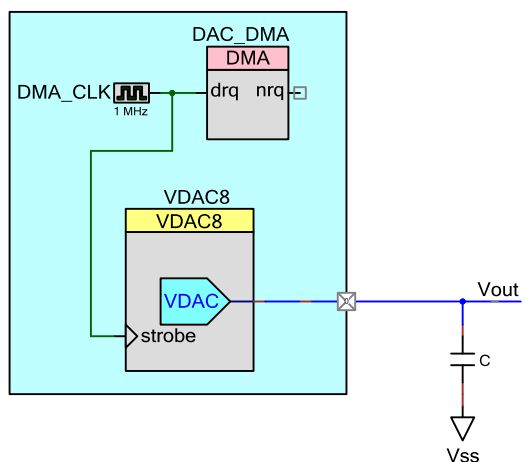 DAC_DMA
DMA
DMA_CLK
drq nrq
1 MHz
VDAC8
VDAC8
VDAC
Vout
strobe
C
Vss